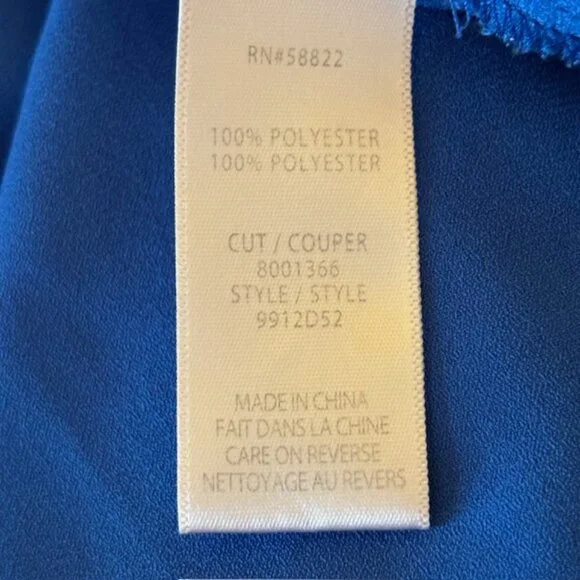 RN#58822
100% POLYESTER
100% POLYESTER
CUT / COUPER
8001366
STYLE / STYLE
9912D52
MADE IN CHINA
FAIT DANS LA CHINE
CARE ON REVERSE
NETTOYAGE AU REVERS